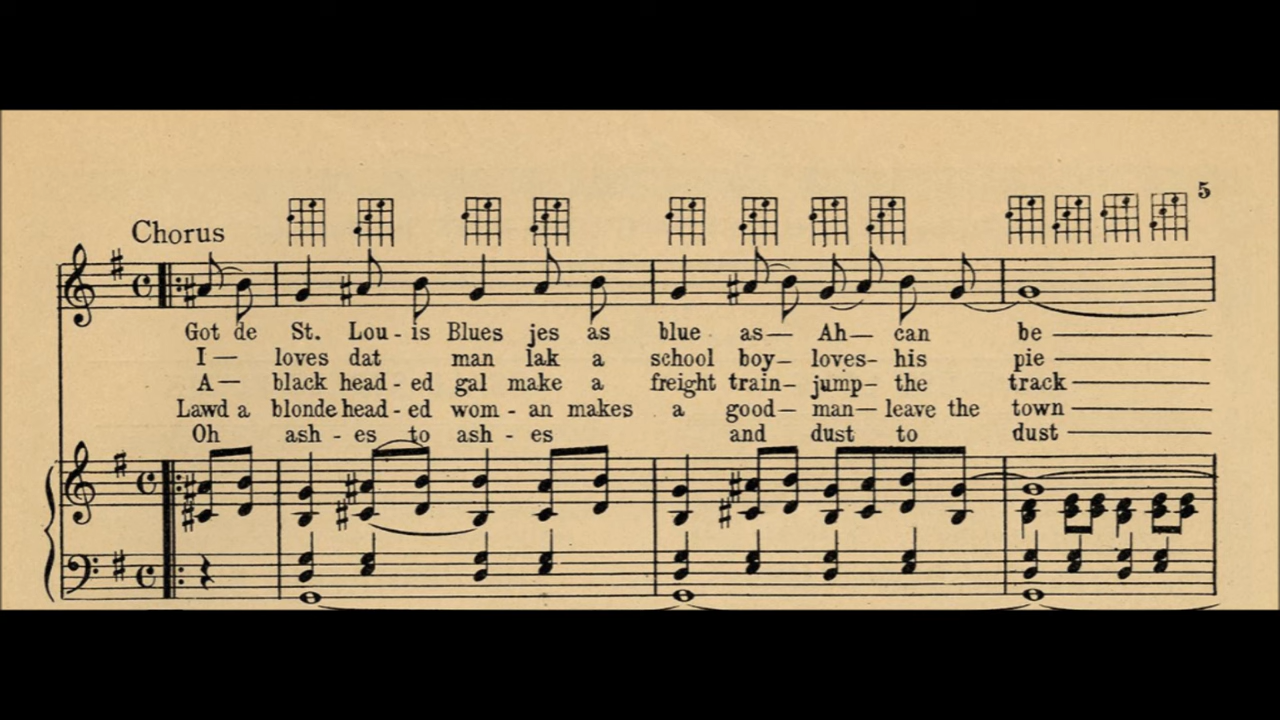 5
Chorus
Got de St. Lou - is Blues jes as blue as— Ah— can be
I— loves dat man lak a school boy— loves- his pie
A— black head - ed gal make a freight train— jump— the track
Lawd a blonde head - ed wom - an makes a good— man— leave the town
Oh ash - es to ash - es and dust to dust